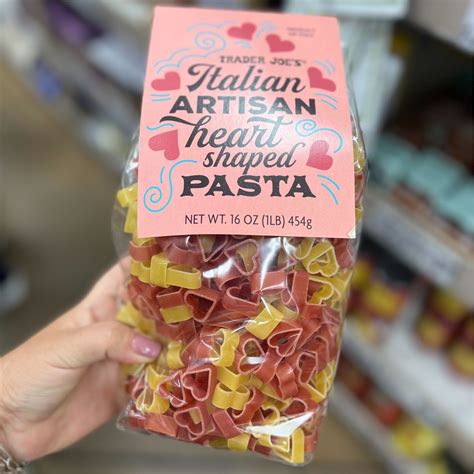 TRADER JOE'S
Italian
ARTISAN
heart
shaped
PASTA
NET WT. 16 OZ (1LB) 454g